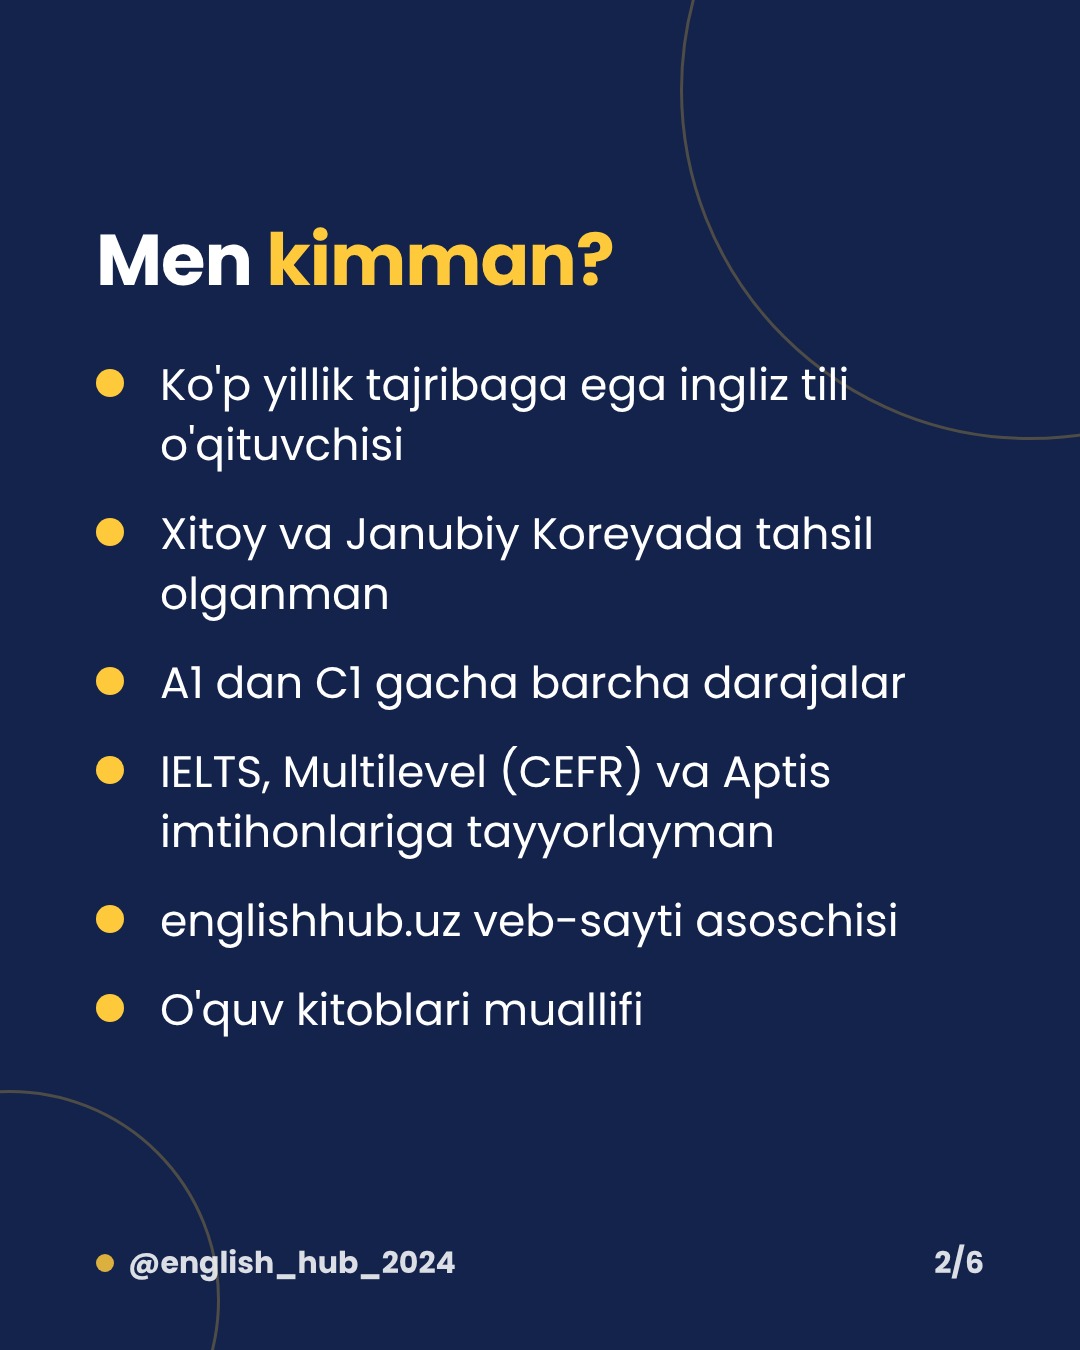 Men kimman?
Ko'p yillik tajribaga ega ingliz tili
o'qituvchisi
Xitoy va Janubiy Koreyada tahsil
olganman
A1 dan C1 gacha barcha darajalar
IELTS, Multilevel (CEFR) va Aptis
imtihonlariga tayyorlayman
englishhub.uz veb-sayti asoschisi
O'quv kitoblari muallifi
@english_hub_2024
2/6